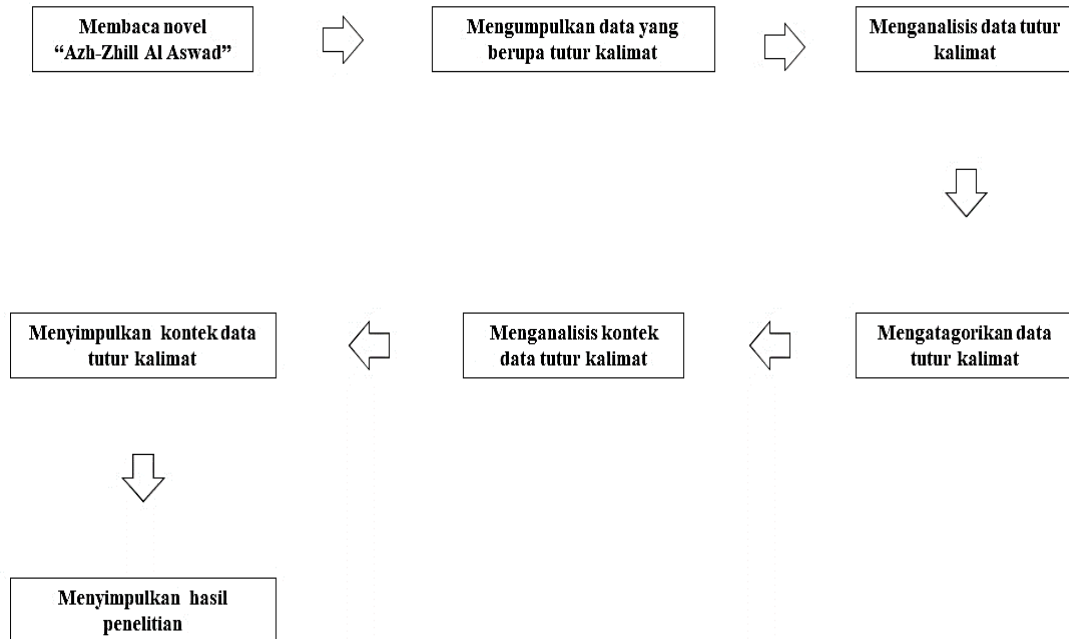 Membaca novel
“Azh-Zhill Al Aswad”
Mengumpulkan data yang
berupa tutur kalimat
Menganalisis data tutur
kalimat
Mengatagorikan data
tutur kalimat
Menganalisis kontek
data tutur kalimat
Menyimpulkan kontek data
tutur kalimat
Menyimpulkan hasil
penelitian